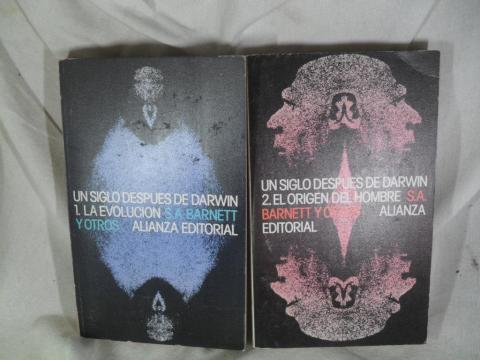 UN SIGLO DESPUES DE DARWIN
1. LA EVOLUCION S.A. BARNETT
Y OTROS ALIANZA EDITORIAL
UN SIGLO DESPUES DE DARWIN
2. EL ORIGEN DEL HOMBRE S.A.
BARNETT Y OTROS ALIANZA
EDITORIAL